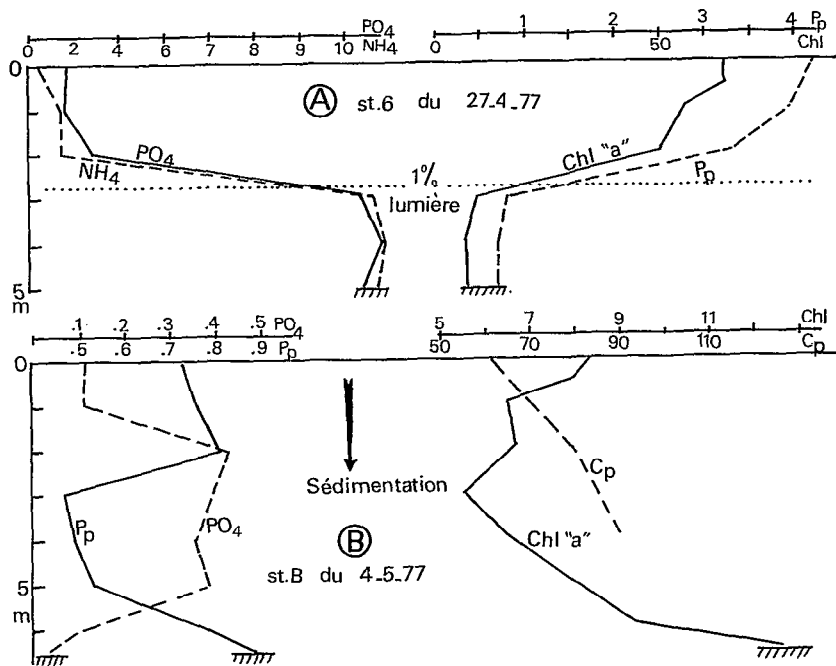 PO4 Pp
0 2 4 6 8 10 NH4 0 1 50 2 3 4 Chl
0
A st.6 du 27.4.77
PO4
NH4
Chl "a"
Pp
1%
lumière
5
m
.1 .2 .3 .4 .5 PO4
.5 .6 .7 .8 .9 Pp
5 7 9 11 Chl
50 70 90 110 Cp
0
Sédimentation
Cp
Pp
PO4
B
Chl "a"
st.B du 4.5.77
5
m